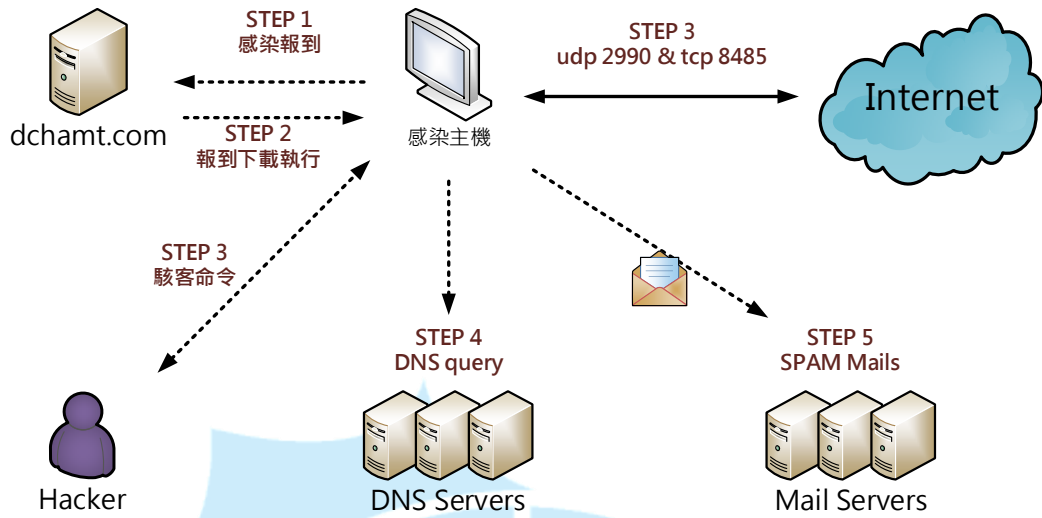 STEP 1
感染報到
STEP 3
udp 2990 & tcp 8485
Internet
dchamt.com
STEP 2
報到下載執行
感染主機
STEP 3
駭客命令
STEP 4
DNS query
STEP 5
SPAM Mails
Hacker
DNS Servers
Mail Servers